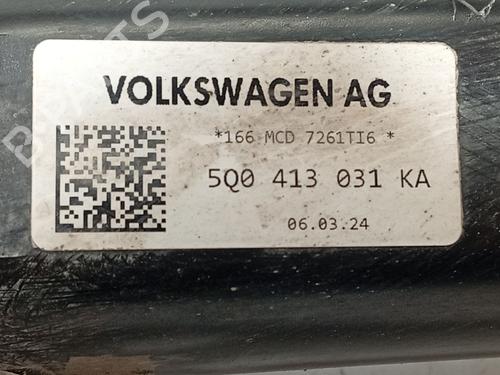 VOLKSWAGEN AG
*166 MCD 7261TI6 *
5Q0 413 031 KA
06.03.24